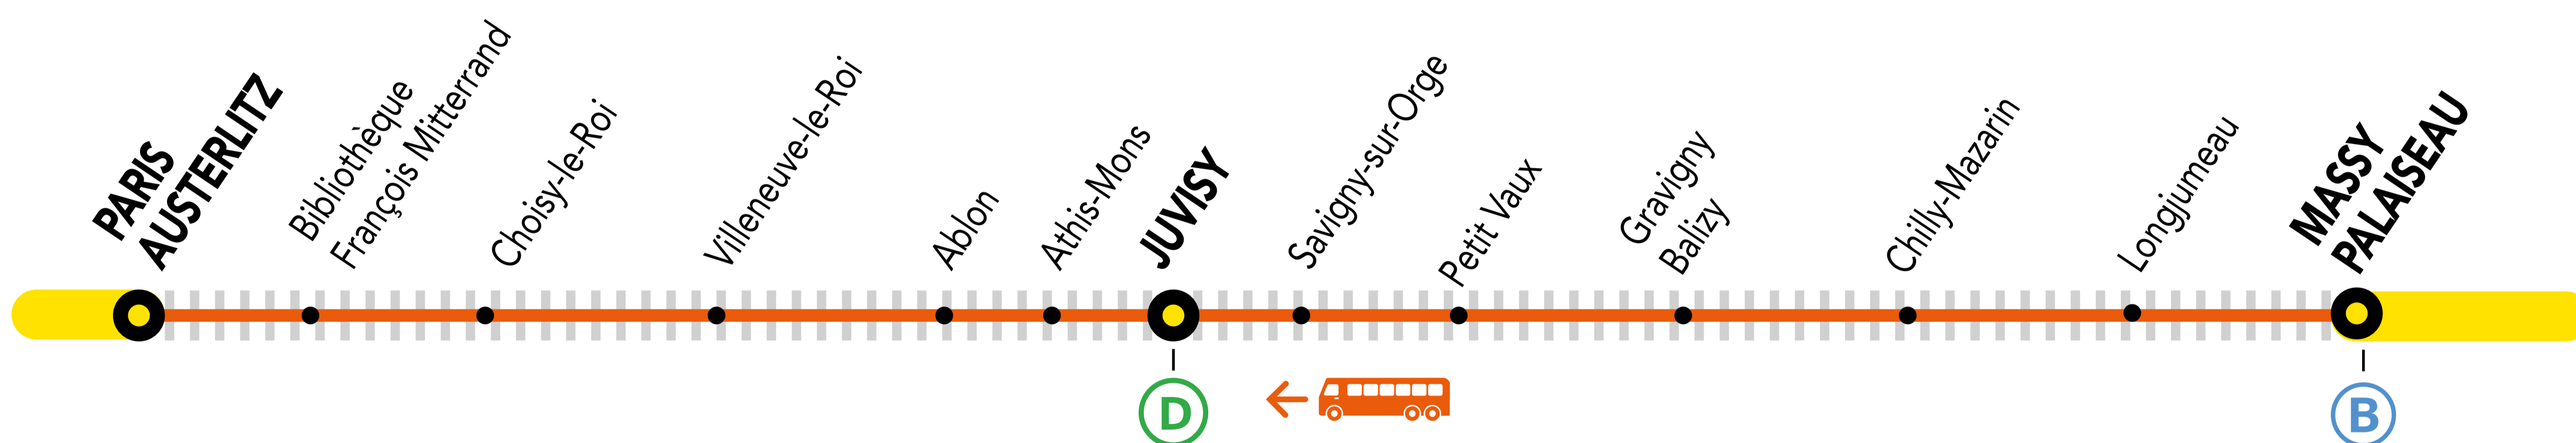 PARIS
AUSTERLITZ
Bibliothèque
François Mitterrand
Choisy-le-Roi
Villeneuve-le-Roi
Ablon
Athis-Mons
JUVISY
Savigny-sur-Orge
Petit Vaux
Gravigny
Balizy
Chilly-Mazarin
Longjumeau
MASSY
PALAISEAU
D
B